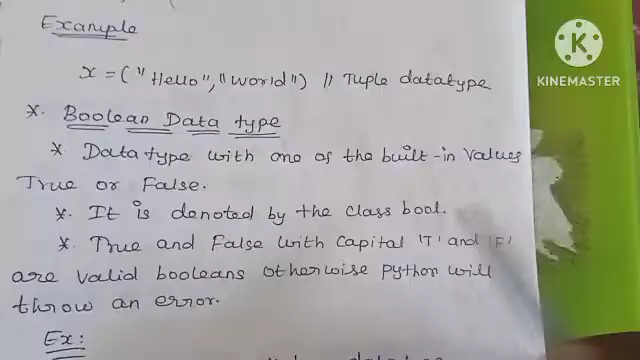 Example
x = ("Hello", "World") // Tuple datatype
* Boolean Data type
* Data type with one of the built-in values
True or False.
* It is denoted by the class bool.
* True and False with capital 'T' and 'F'
are valid booleans otherwise python will
throw an error.
Ex:
KINEMASTER